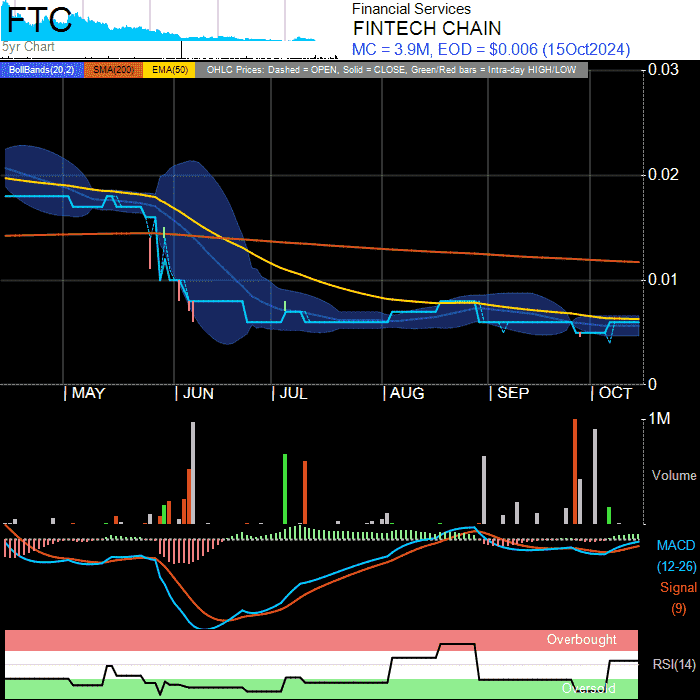 FTC
5yr Chart
Financial Services
FINTECH CHAIN
MC = 3.9M, EOD = $0.006 (15Oct2024)
BollBands(20,2) SMA(200) EMA(50) OHLC Prices: Dashed = OPEN, Solid = CLOSE, Green/Red bars = Intra-day HIGH/LOW
0.03
0.02
0.01
0
| MAY | JUN | JUL | AUG | SEP | OCT
1M
Volume
MACD
(12-26)
Signal
(9)
Overbought
RSI(14)
Oversold